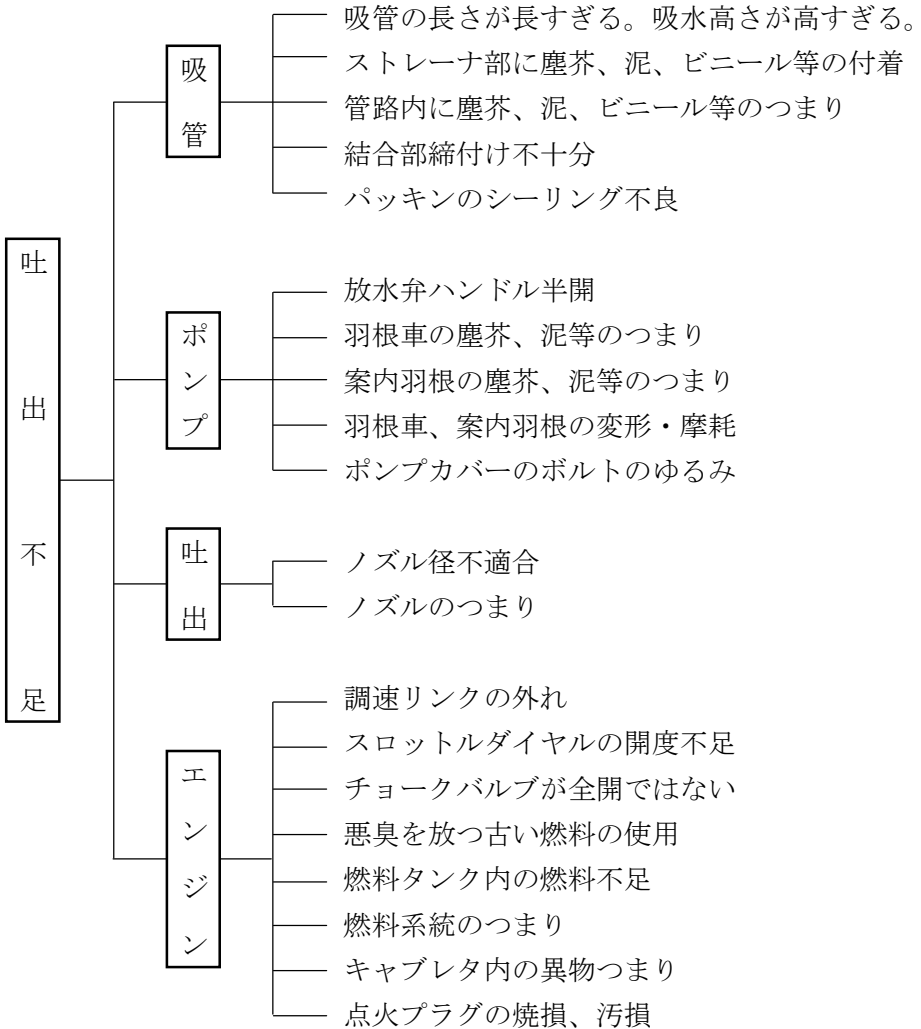 吐出不足
吸管
吸管の長さが長すぎる。吸水高さが高すぎる。
ストレーナ部に塵芥、泥、ビニール等の付着
管路内に塵芥、泥、ビニール等のつまり
結合部締付け不十分
パッキンのシーリング不良
ポンプ
放水弁ハンドル半開
羽根車の塵芥、泥等のつまり
案内羽根の塵芥、泥等のつまり
羽根車、案内羽根の変形・摩耗
ポンプカバーのボルトのゆるみ
吐出
ノズル径不適合
ノズルのつまり
エンジン
調速リンクの外れ
スロットルダイヤルの開度不足
チョークバルブが全開ではない
悪臭を放つ古い燃料の使用
燃料タンク内の燃料不足
燃料系統のつまり
キャブレタ内の異物つまり
点火プラグの焼損、汚損